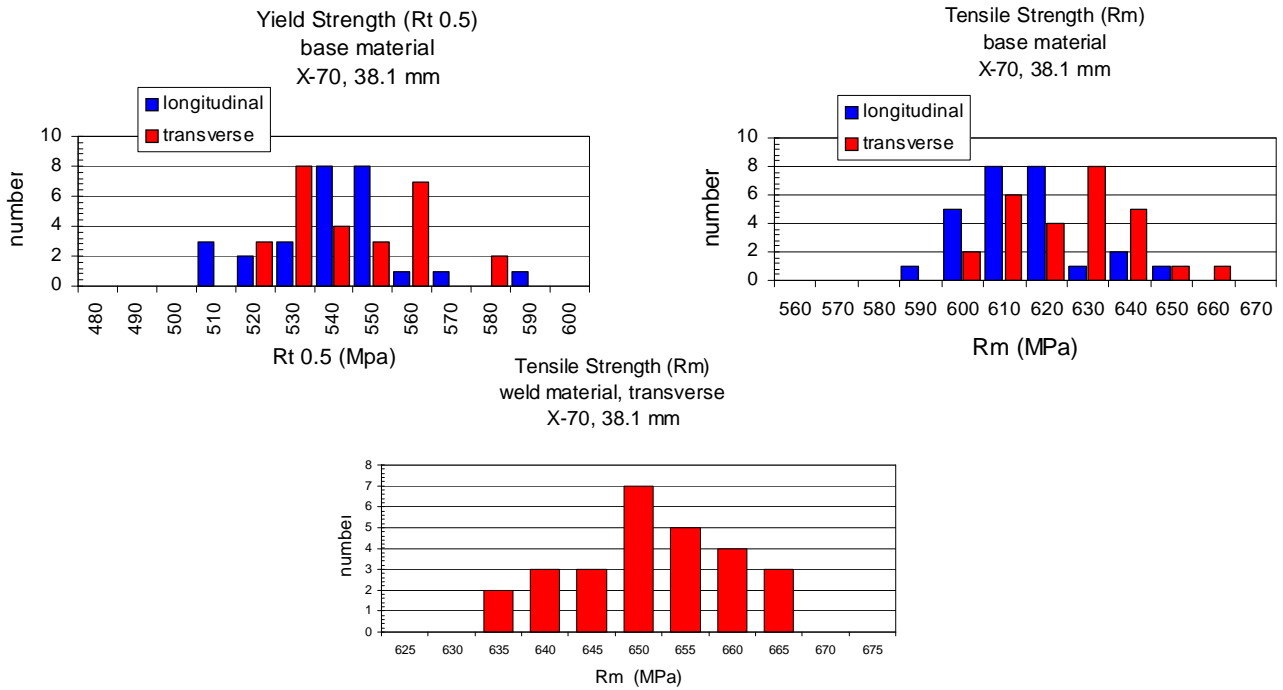 Yield Strength (Rt 0.5)
base material
X-70, 38.1 mm
longitudinal
transverse
10
8
6
4
2
0
number
480 490 500 510 520 530 540 550 560 570 580 590 600
Rt 0.5 (Mpa)
Tensile Strength (Rm)
base material
X-70, 38.1 mm
longitudinal
transverse
10
8
6
4
2
0
number
560 570 580 590 600 610 620 630 640 650 660 670
Rm (MPa)
Tensile Strength (Rm)
weld material, transverse
X-70, 38.1 mm
8
7
6
5
4
3
2
1
0
number
625 630 635 640 645 650 655 660 665 670 675
Rm (MPa)